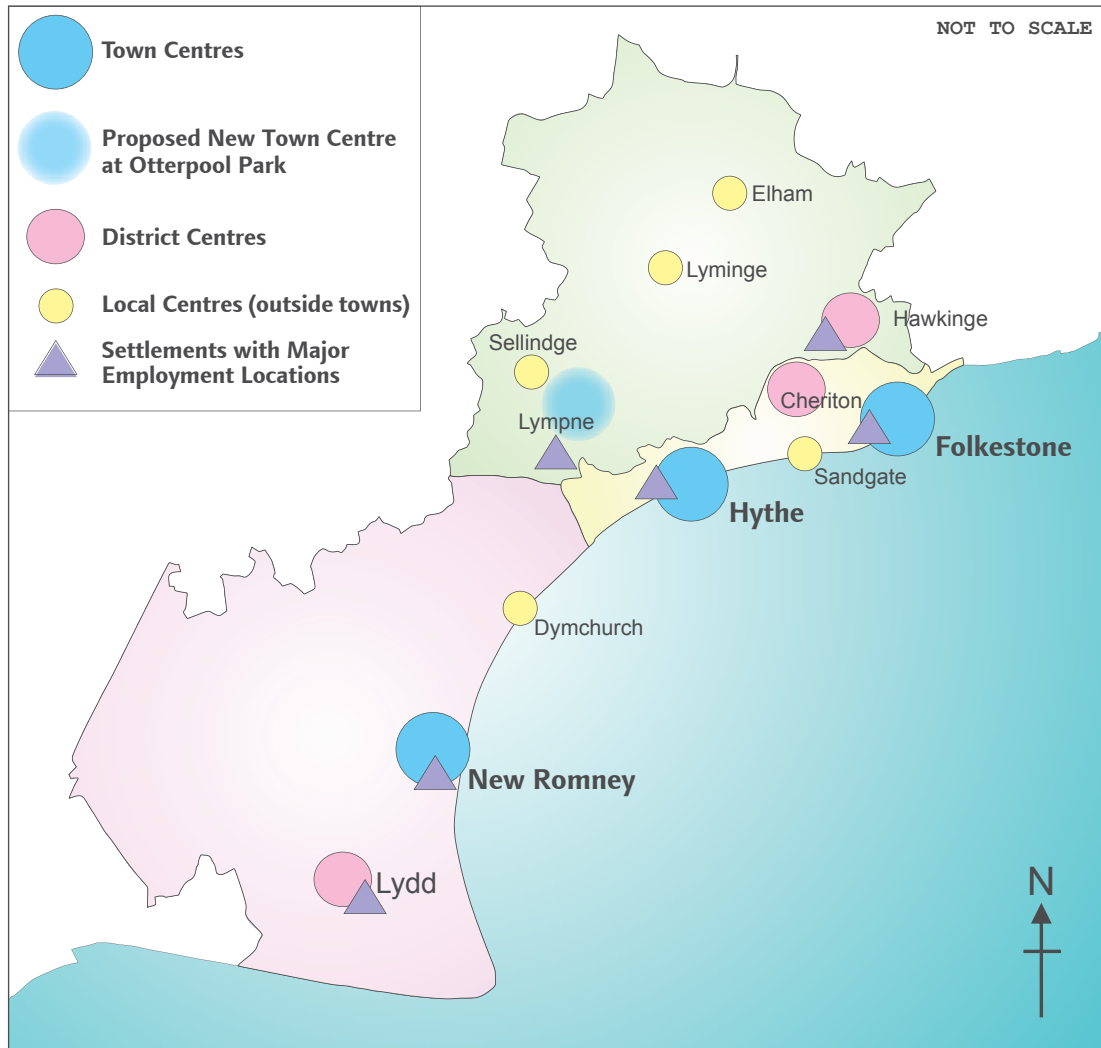 NOT TO SCALE
Town Centres
Proposed New Town Centre
at Otterpool Park
District Centres
Local Centres (outside towns)
Settlements with Major
Employment Locations
Elham
Lyminge
Hawkinge
Sellindge
Cheriton
Lympne
Folkestone
Sandgate
Hythe
Dymchurch
New Romney
Lydd
N